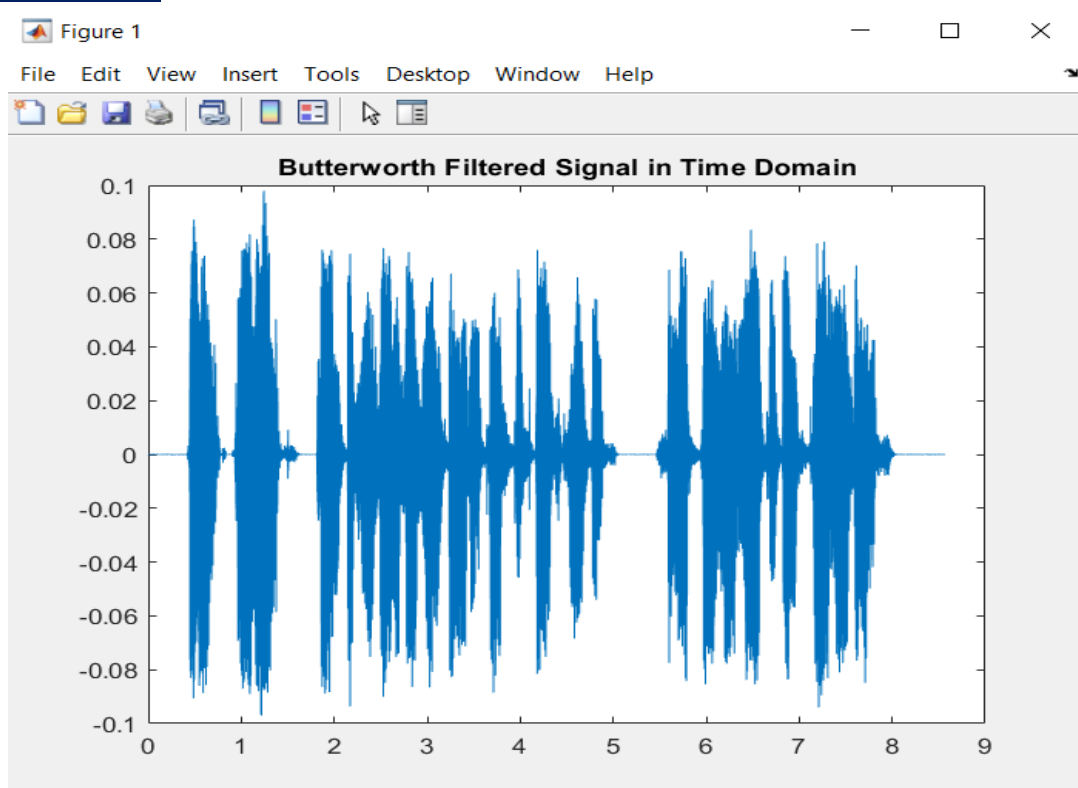 Figure 1
File Edit View Insert Tools Desktop Window Help
Butterworth Filtered Signal in Time Domain
0.1
0.08
0.06
0.04
0.02
0
-0.02
-0.04
-0.06
-0.08
-0.1
0 1 2 3 4 5 6 7 8 9